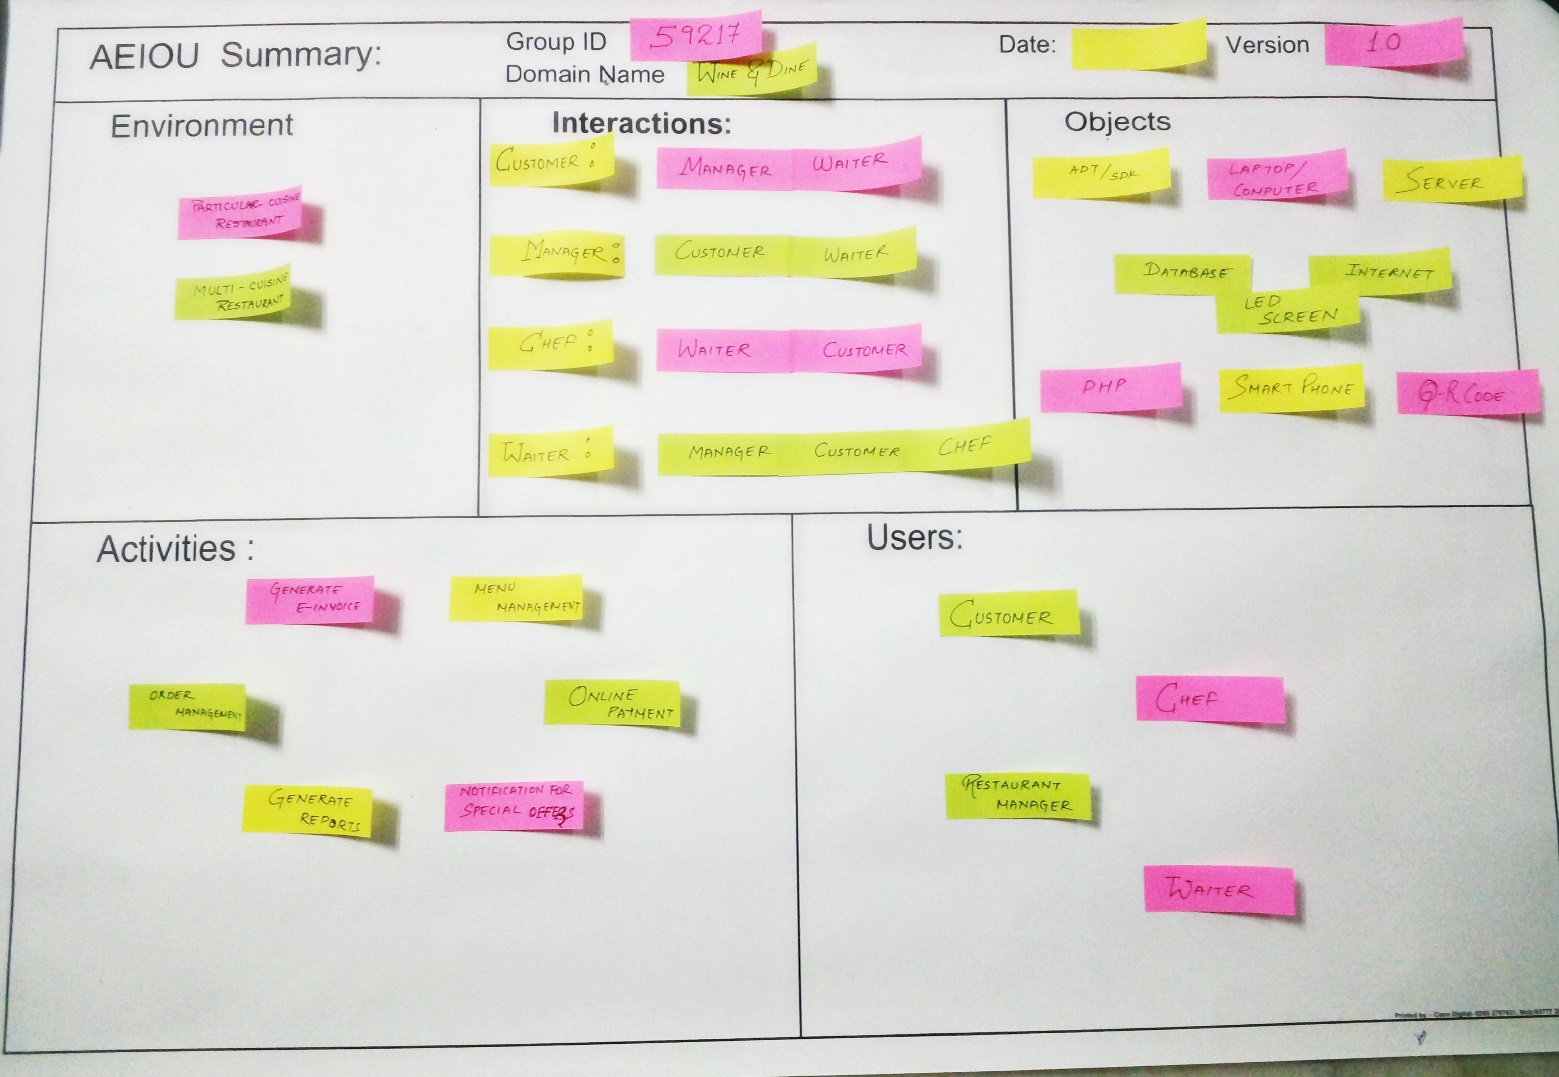 AEIOU Summary:
Group ID 59217
Domain Name WINE & DINE
Date:
Version 1.0
Environment
PARTICULAR CUISINE
RESTAURANT
MULTI-CUISINE
RESTAURANT
Interactions:
CUSTOMER : MANAGER WAITER
MANAGER : CUSTOMER WAITER
CHEF : WAITER CUSTOMER
WAITER : MANAGER CUSTOMER CHEF
Objects
ADT/SDK
LAPTOP/
COMPUTER
SERVER
DATABASE
INTERNET
LED
SCREEN
PHP
SMART PHONE
Q-R CODE
Activities :
GENERATE
E-INVOICE
MENU
MANAGEMENT
ORDER
MANAGEMENT
ONLINE
PAYMENT
GENERATE
REPORTS
NOTIFICATION FOR
SPECIAL OFFERS
Users:
CUSTOMER
CHEF
RESTAURANT
MANAGER
WAITER
Printed by :-